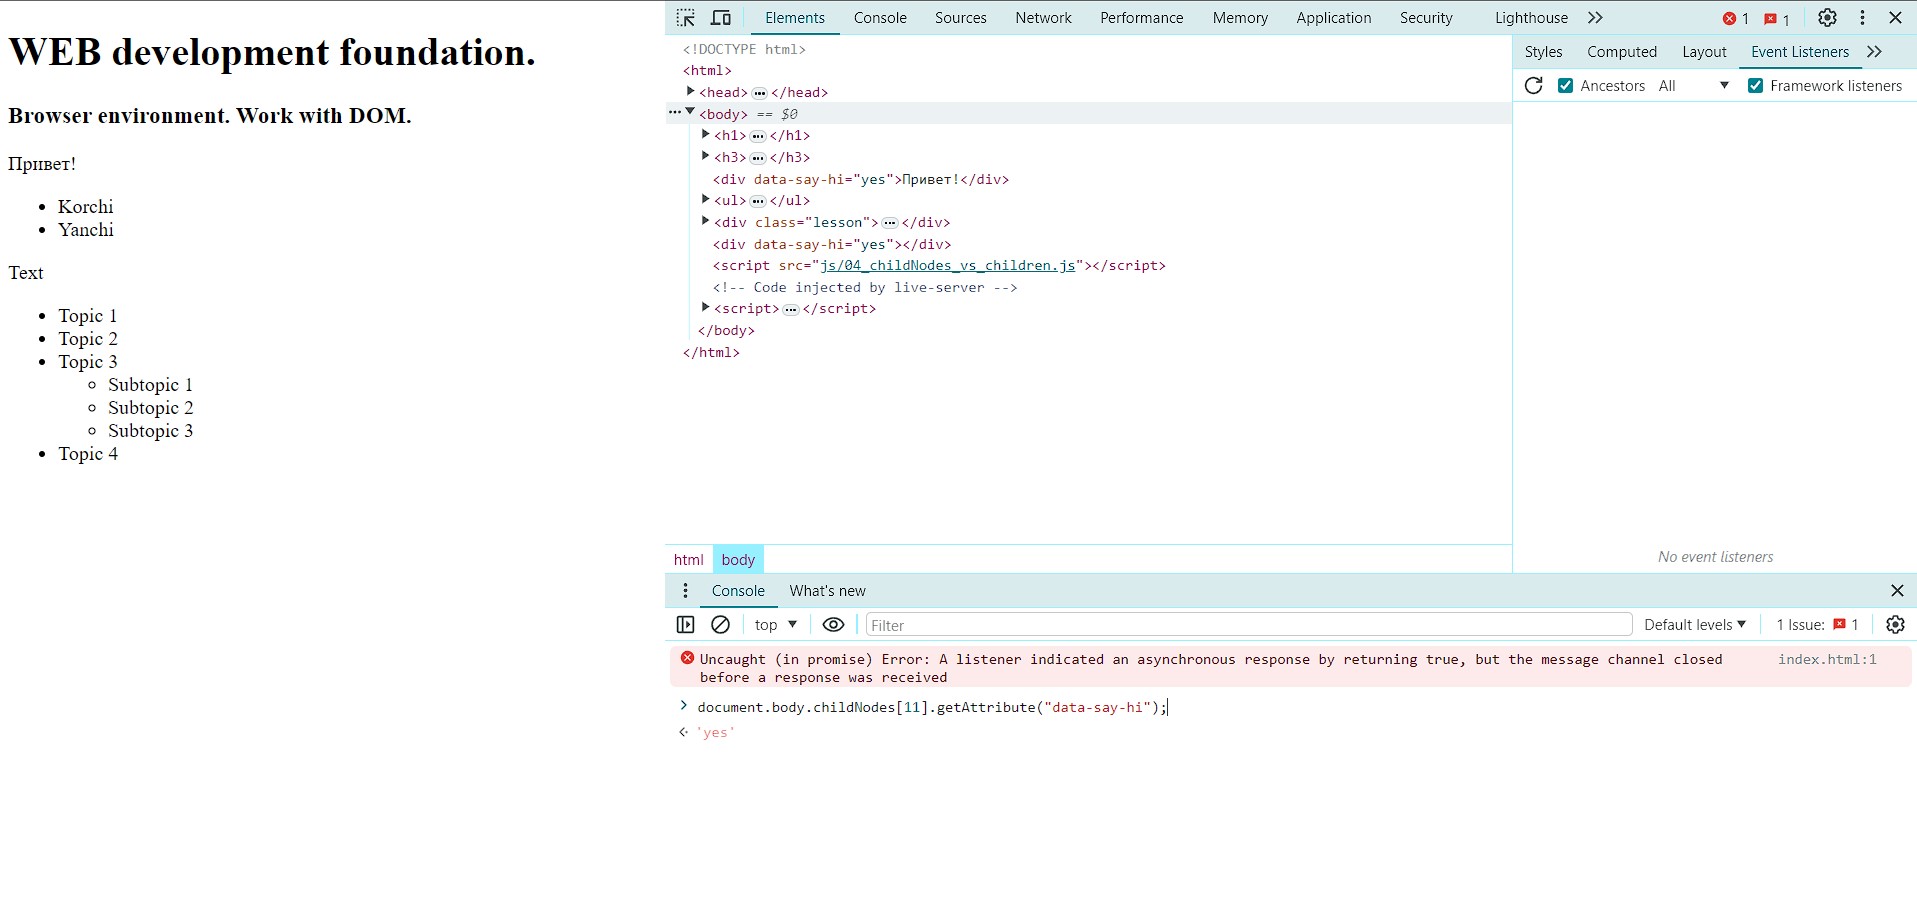 WEB development foundation.
Browser environment. Work with DOM.
Привет!
Korchi
Yanchi
Text
Topic 1
Topic 2
Topic 3
Subtopic 1
Subtopic 2
Subtopic 3
Topic 4
Elements Console Sources Network Performance Memory Application Security Lighthouse 1 1
<!DOCTYPE html>
<html>
<head>…</head>
<body> == $0
<h1>…</h1>
<h3>…</h3>
<div data-say-hi="yes">Привет!</div>
<ul>…</ul>
<div class="lesson">…</div>
<div data-say-hi="yes"></div>
<script src="js/04_childNodes_vs_children.js"></script>
<!-- Code injected by live-server -->
<script>…</script>
</body>
</html>
html body
Styles Computed Layout Event Listeners
Ancestors All Framework listeners
No event listeners
Console What's new
top Filter Default levels 1 Issue: 1
Uncaught (in promise) Error: A listener indicated an asynchronous response by returning true, but the message channel closed index.html:1
before a response was received
> document.body.childNodes[11].getAttribute("data-say-hi");
'yes'